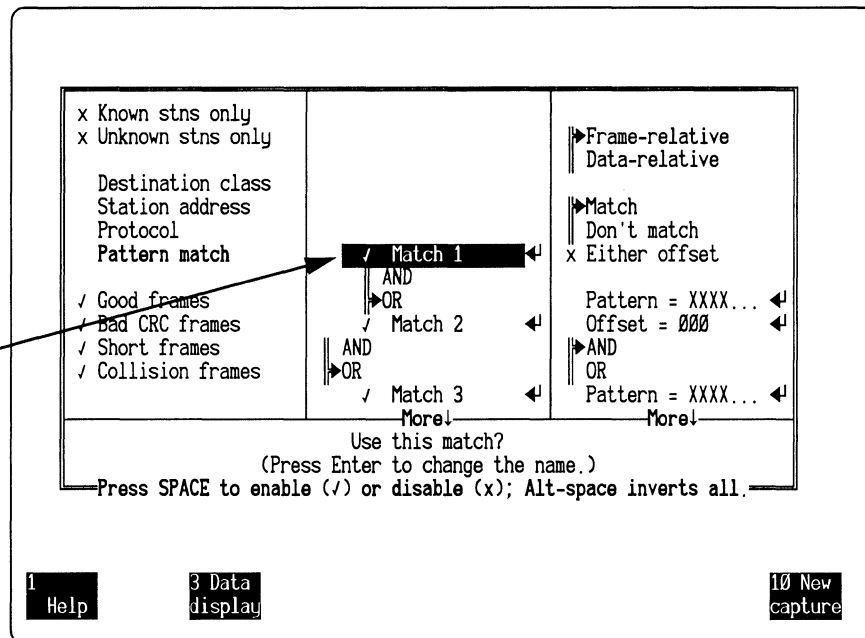 x Known stns only
x Unknown stns only
Destination class
Station address
Protocol
Pattern match
√ Good frames
√ Bad CRC frames
√ Short frames
√ Collision frames
√ Match 1
AND
OR
√ Match 2
AND
OR
√ Match 3
More↓
Frame-relative
Data-relative
Match
Don't match
x Either offset
Pattern = XXXX...
Offset = 000
AND
OR
Pattern = XXXX...
More↓
Use this match?
(Press Enter to change the name.)
Press SPACE to enable (√) or disable (x); Alt-space inverts all.
1
Help
3 Data
display
10 New
capture